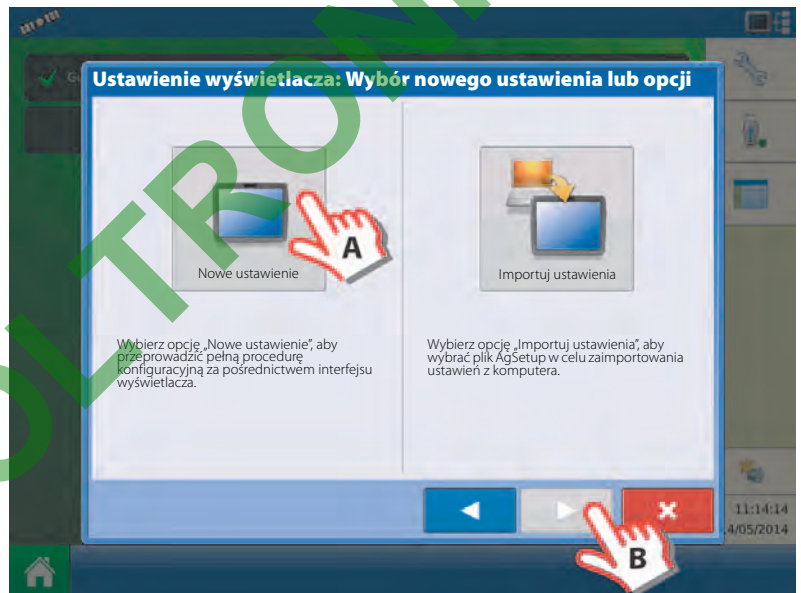 Ustawienie wyświetlacza: Wybór nowego ustawienia lub opcji
A
Nowe ustawienie
Importuj ustawienia
Wybierz opcję „Nowe ustawienie”, aby
przeprowadzić pełną procedurę
konfiguracyjną za pośrednictwem interfejsu
wyświetlacza.
Wybierz opcję „Importuj ustawienia”, aby
wybrać plik AgSetup w celu zaimportowania
ustawień z komputera.
11:14:14
4/05/2014
B